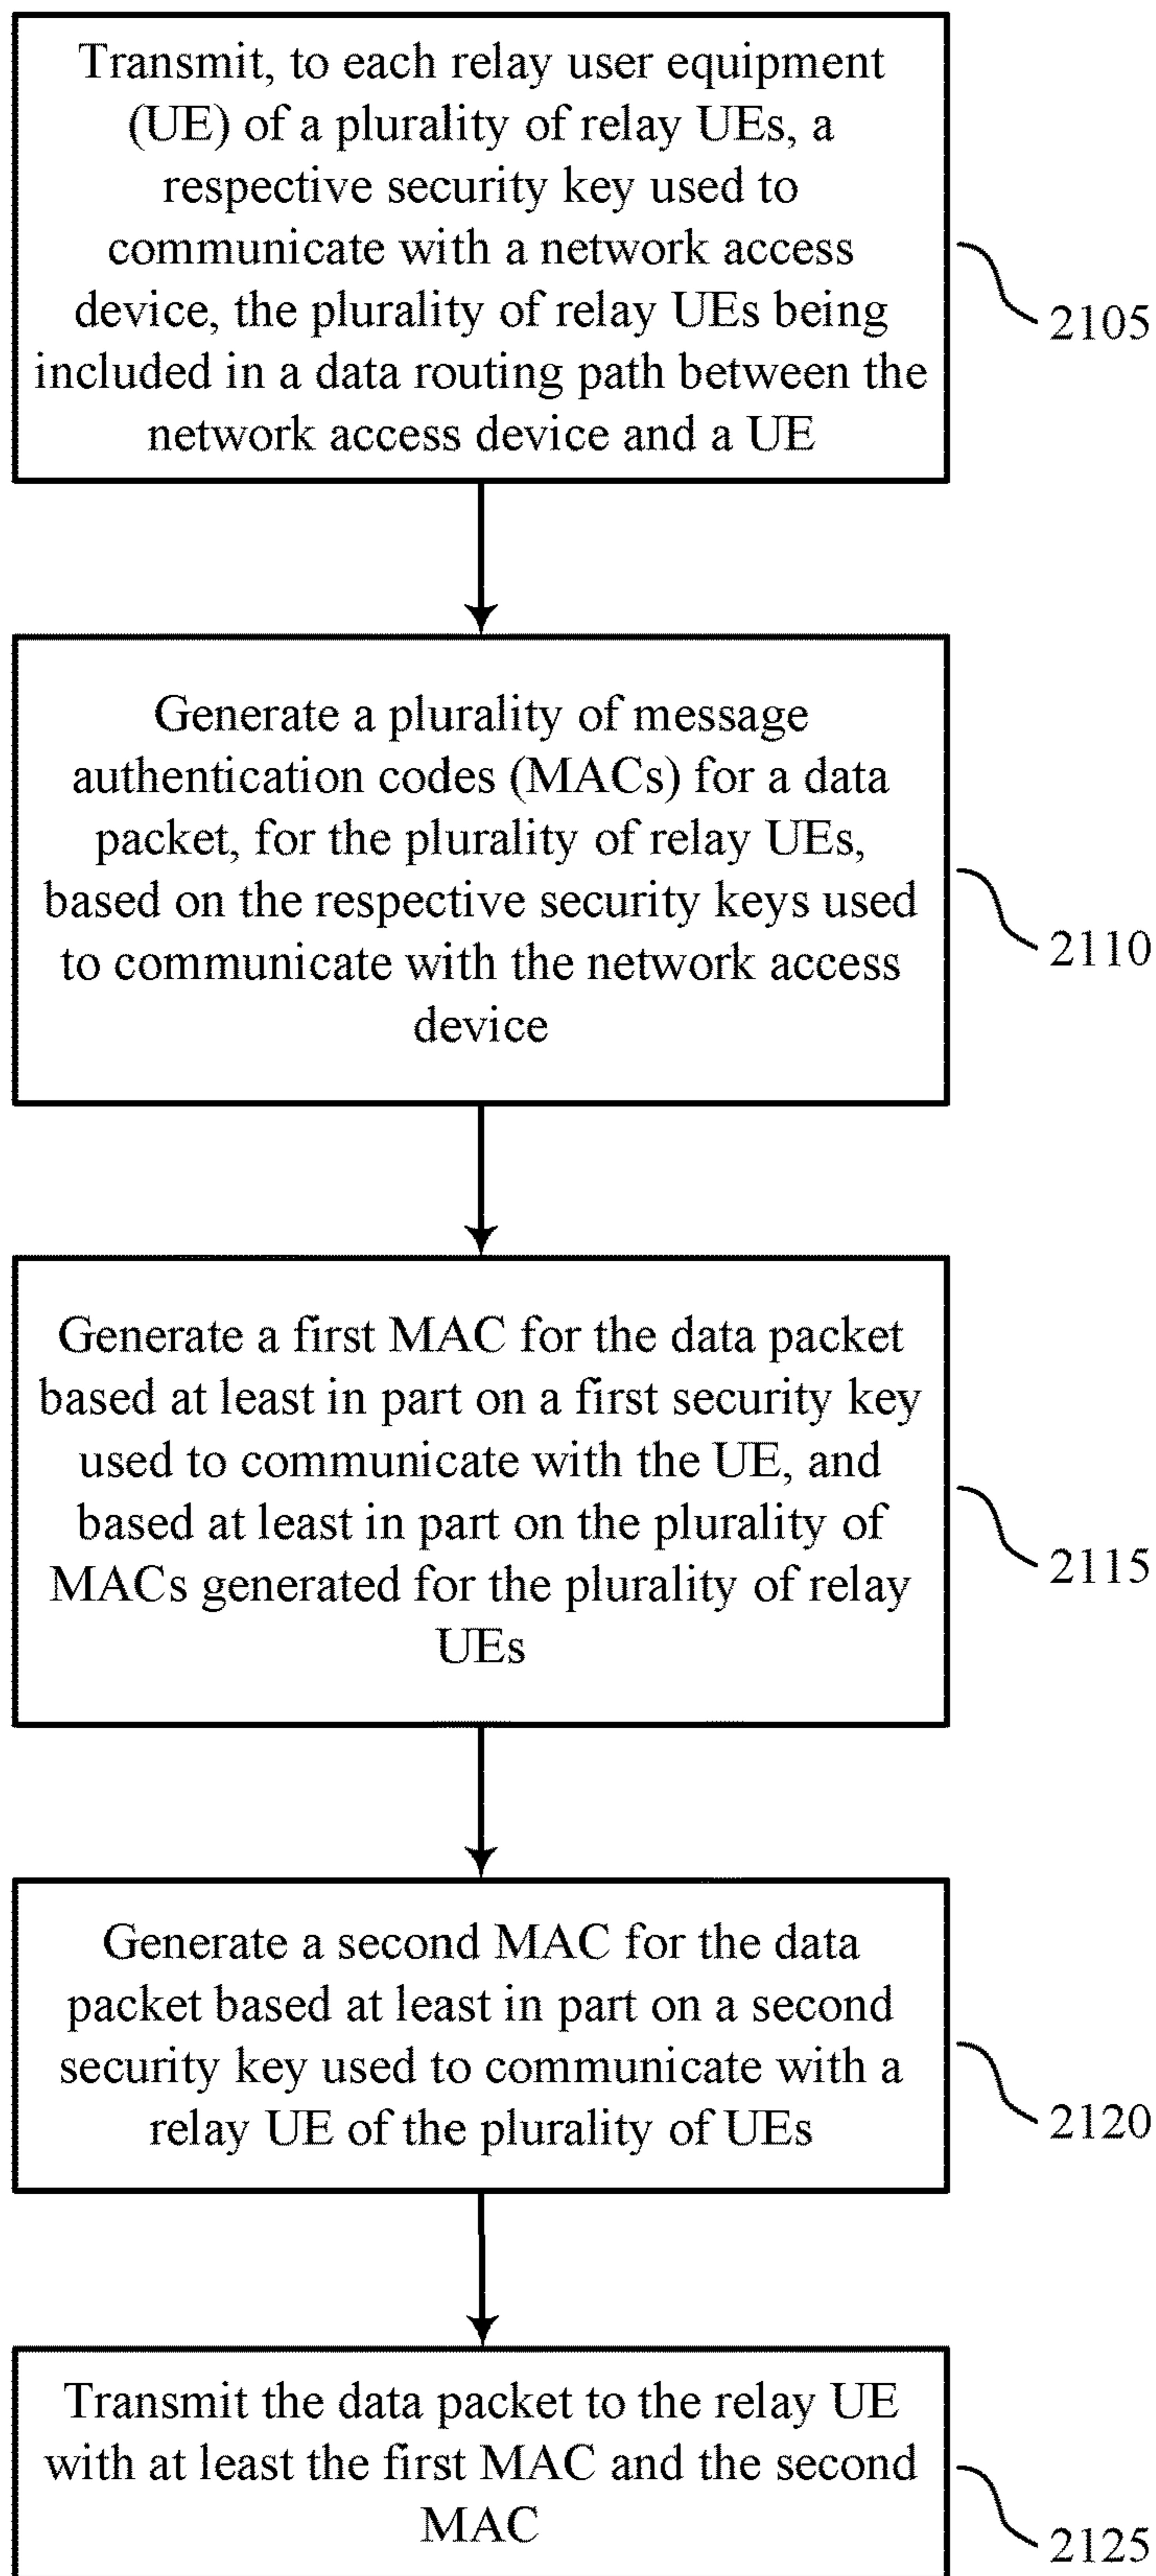 Transmit, to each relay user equipment
(UE) of a plurality of relay UEs, a
respective security key used to
communicate with a network access
device, the plurality of relay UEs being
included in a data routing path between the
network access device and a UE
2105
Generate a plurality of message
authentication codes (MACs) for a data
packet, for the plurality of relay UEs,
based on the respective security keys used
to communicate with the network access
device
2110
Generate a first MAC for the data packet
based at least in part on a first security key
used to communicate with the UE, and
based at least in part on the plurality of
MACs generated for the plurality of relay
UEs
2115
Generate a second MAC for the data
packet based at least in part on a second
security key used to communicate with a
relay UE of the plurality of UEs
2120
Transmit the data packet to the relay UE
with at least the first MAC and the second
MAC
2125